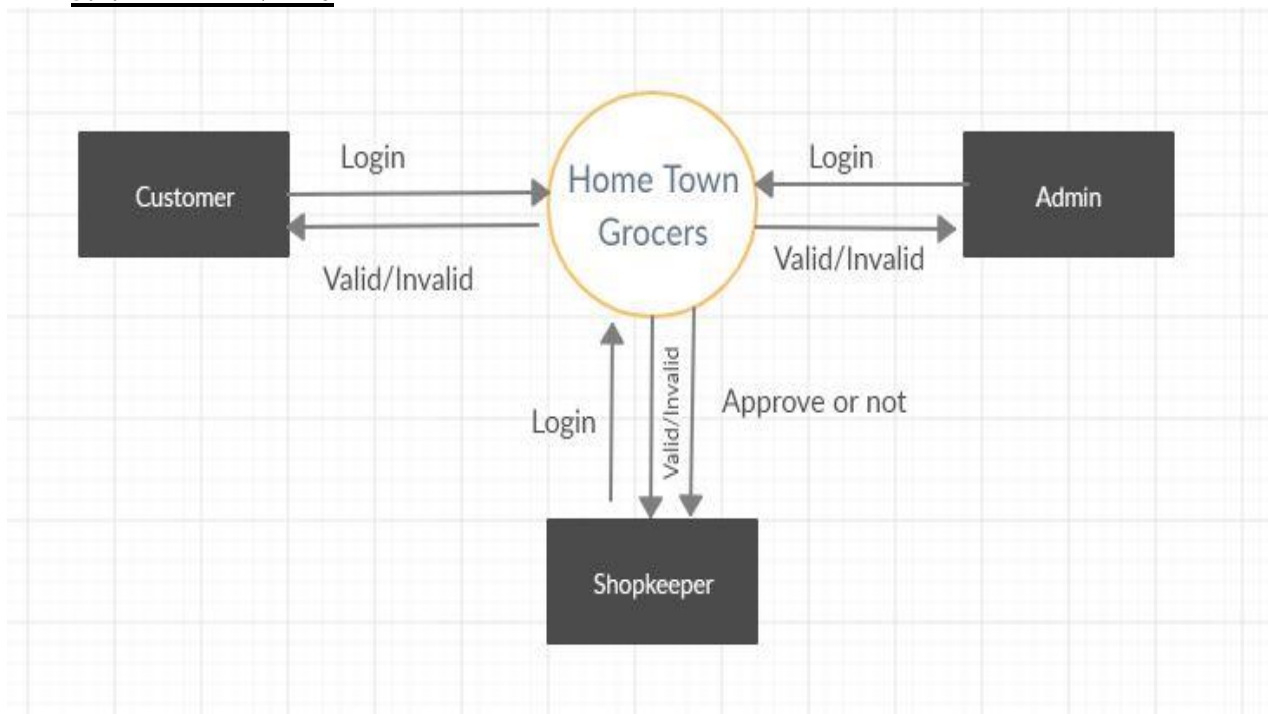 Login
Login
Home Town
Grocers
Customer
Admin
Valid/Invalid
Valid/Invalid
Valid/Invalid
Approve or not
Login
Shopkeeper